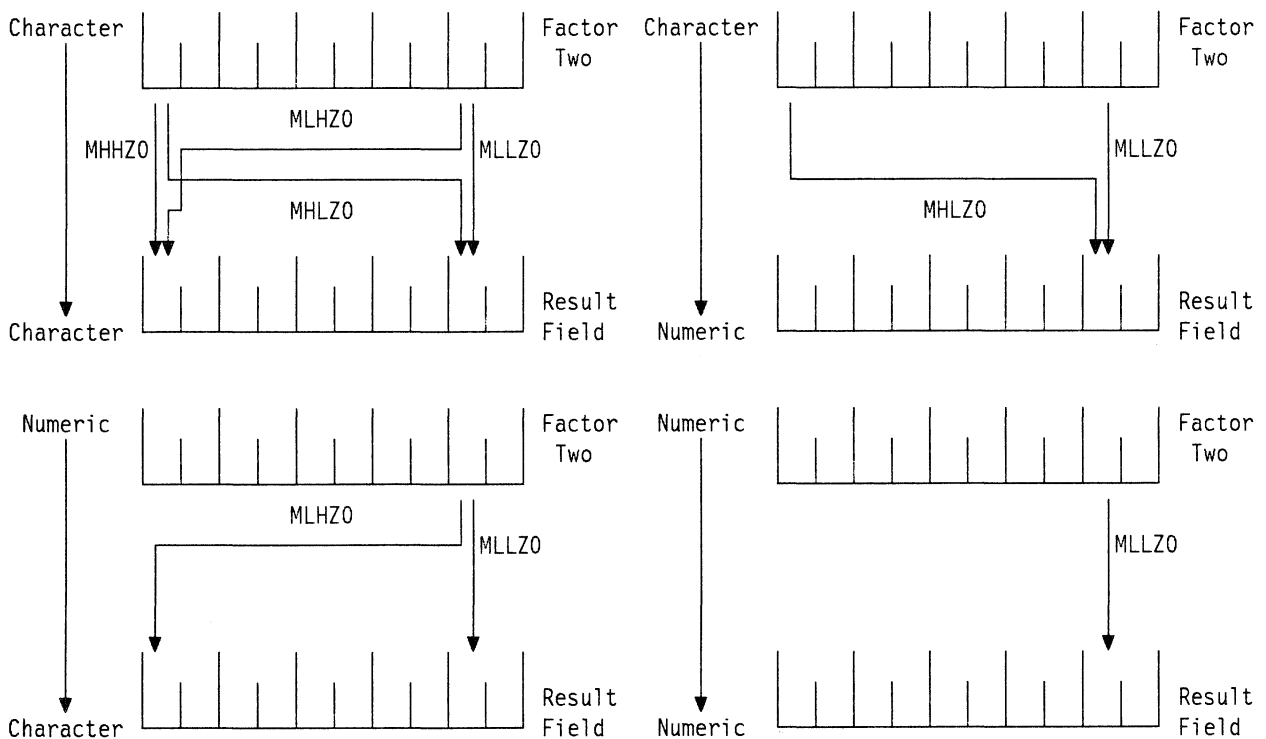 Character
Factor
Two
MLHZO
MHHZO
MLLZO
MHLZO
Character
Result
Field
Character
Factor
Two
MLLZO
MHLZO
Numeric
Result
Field
Numeric
Factor
Two
MLHZO
MLLZO
Character
Result
Field
Numeric
Factor
Two
MLLZO
Numeric
Result
Field